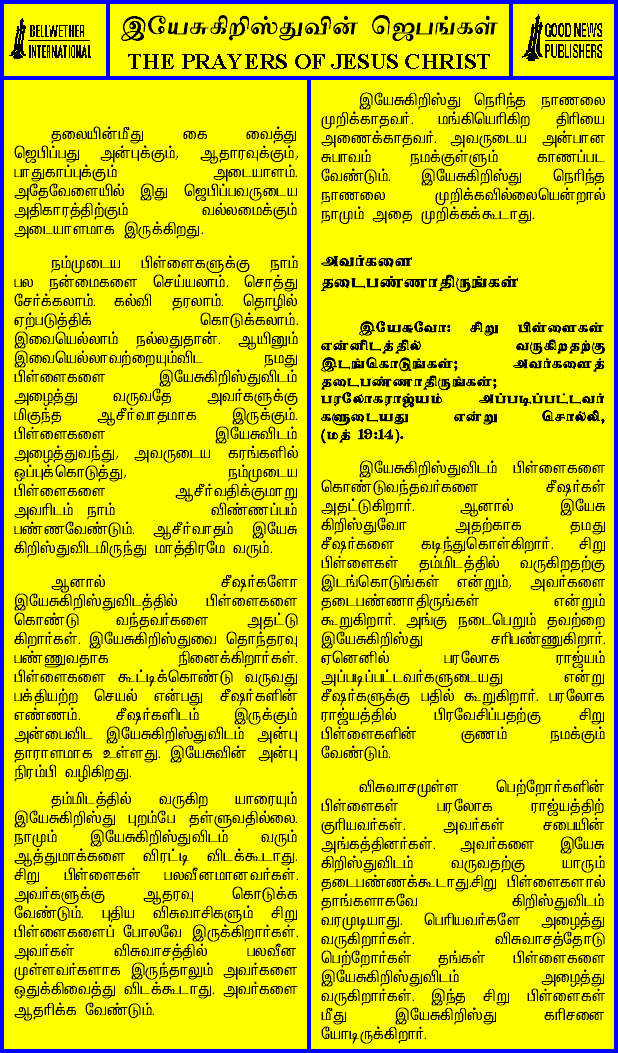 BELLWETHER
INTERNATIONAL
இயேசுகிறிஸ்துவின் ஜெபங்கள்
THE PRAYERS OF JESUS CHRIST
GOOD NEWS
PUBLISHERS
தலையின்மீது கை வைத்து
ஜெபிப்பது அன்புக்கும், ஆதாரவுக்கும்,
பாதுகாப்புக்கும் அடையாளம்.
அதேவேளையில் இது ஜெபிப்பவருடைய
அதிகாரத்திற்கும் வல்லமைக்கும்
அடையாளமாக இருக்கிறது.
நம்முடைய பிள்ளைகளுக்கு நாம்
பல நன்மைகளை செய்யலாம். சொத்து
சேர்க்கலாம். கல்வி தரலாம். தொழில்
ஏற்படுத்திக் கொடுக்கலாம்.
இவையெல்லாம் நல்லதுதான். ஆயினும்
இவையெல்லாவற்றையும்விட நமது
பிள்ளைகளை இயேசுகிறிஸ்துவிடம்
அழைத்து வருவதே அவர்களுக்கு
மிகுந்த ஆசீர்வாதமாக இருக்கும்.
பிள்ளைகளை இயேசுவிடம்
அழைத்துவந்து, அவருடைய கரங்களில்
ஒப்புக்கொடுத்து, நம்முடைய
பிள்ளைகளை ஆசீர்வதிக்குமாறு
அவரிடம் நாம் விண்ணப்பம்
பண்ணவேண்டும். ஆசீர்வாதம் இயேசு
கிறிஸ்துவிடமிருந்து மாத்திரமே வரும்.
ஆனால் சீஷர்களோ
இயேசுகிறிஸ்துவிடத்தில் பிள்ளைகளை
கொண்டு வந்தவர்களை அதட்டு
கிறார்கள். இயேசுகிறிஸ்துவை தொந்தரவு
பண்ணுவதாக நினைக்கிறார்கள்.
பிள்ளைகளை கூட்டிக்கொண்டு வருவது
பக்தியற்ற செயல் என்பது சீஷர்களின்
எண்ணம். சீஷர்களிடம் இருக்கும்
அன்பைவிட இயேசுகிறிஸ்துவிடம் அன்பு
தாராளமாக உள்ளது. இயேசுவின் அன்பு
நிரம்பி வழிகிறது.
தம்மிடத்தில் வருகிற யாரையும்
இயேசுகிறிஸ்து புறம்பே தள்ளுவதில்லை.
நாமும் இயேசுகிறிஸ்துவிடம் வரும்
ஆத்துமாக்களை விரட்டி விடக்கூடாது.
சிறு பிள்ளைகள் பலவீனமானவர்கள்.
அவர்களுக்கு ஆதரவு கொடுக்க
வேண்டும். புதிய விசுவாசிகளும் சிறு
பிள்ளைகளைப் போலவே இருக்கிறார்கள்.
அவர்கள் விசுவாசத்தில் பலவீன
முள்ளவர்களாக இருந்தாலும் அவர்களை
ஒதுக்கிவைத்து விடக்கூடாது. அவர்களை
ஆதரிக்க வேண்டும்.
இயேசுகிறிஸ்து நெரிந்த நாணலை
முறிக்காதவர். மங்கியெரிகிற திரியை
அணைக்காதவர். அவருடைய அன்பான
சுபாவம் நமக்குள்ளும் காணப்பட
வேண்டும். இயேசுகிறிஸ்து நெரிந்த
நாணலை முறிக்கவில்லையென்றால்
நாமும் அதை முறிக்கக்கூடாது.
அவர்களை
தடைபண்ணாதிருங்கள்
இயேசுவோ: சிறு பிள்ளைகள்
என்னிடத்தில் வருகிறதற்கு
இடங்கொடுங்கள்; அவர்களைத்
தடைபண்ணாதிருங்கள்;
பரலோகராஜ்யம் அப்படிப்பட்டவர்
களுடையது என்று சொல்லி,
(மத் 19:14).
இயேசுகிறிஸ்துவிடம் பிள்ளைகளை
கொண்டுவந்தவர்களை சீஷர்கள்
அதட்டுகிறார். ஆனால் இயேசு
கிறிஸ்துவோ அதற்காக தமது
சீஷர்களை கடிந்துகொள்கிறார். சிறு
பிள்ளைகள் தம்மிடத்தில் வருகிறதற்கு
இடங்கொடுங்கள் என்றும், அவர்களை
தடைபண்ணாதிருங்கள் என்றும்
கூறுகிறார். அங்கு நடைபெறும் தவற்றை
இயேசுகிறிஸ்து சரிபண்ணுகிறார்.
ஏனெனில் பரலோக ராஜ்யம்
அப்படிப்பட்டவர்களுடையது என்று
சீஷர்களுக்கு பதில் கூறுகிறார். பரலோக
ராஜ்யத்தில் பிரவேசிப்பதற்கு சிறு
பிள்ளைகளின் குணம் நமக்கும்
வேண்டும்.
விசுவாசமுள்ள பெற்றோர்களின்
பிள்ளைகள் பரலோக ராஜ்யத்திற்
குரியவர்கள். அவர்கள் சபையின்
அங்கத்தினர்கள். அவர்களை இயேசு
கிறிஸ்துவிடம் வருவதற்கு யாரும்
தடைபண்ணக்கூடாது.சிறு பிள்ளைகளால்
தாங்களாகவே கிறிஸ்துவிடம்
வரமுடியாது. பெரியவர்களே அழைத்து
வருகிறார்கள். விசுவாசத்தோடு
பெற்றோர்கள் தங்கள் பிள்ளைகளை
இயேசுகிறிஸ்துவிடம் அழைத்து
வருகிறார்கள். இந்த சிறு பிள்ளைகள்
மீது இயேசுகிறிஸ்து கரிசனை
யோடிருக்கிறார்.